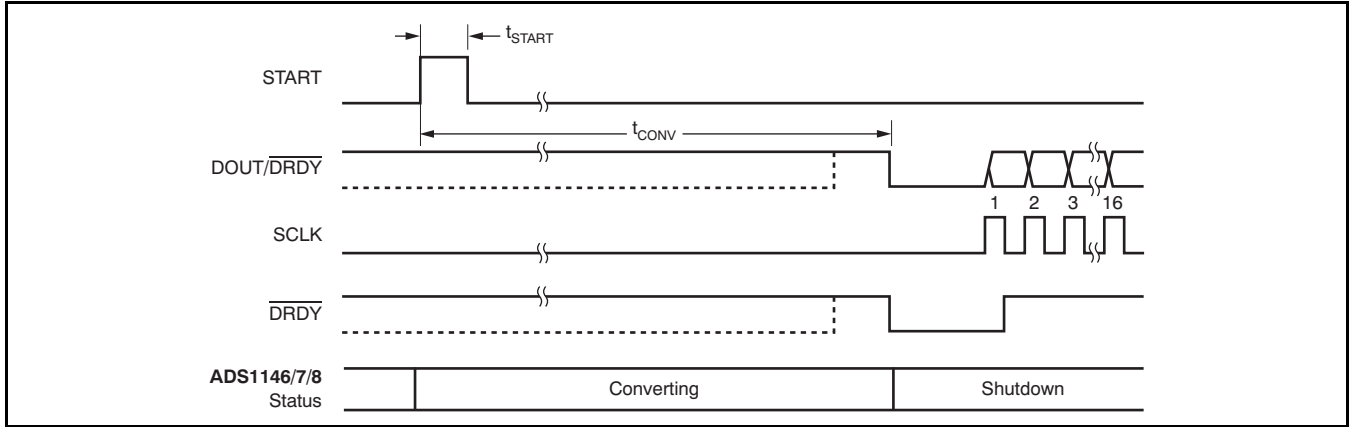 tSTART
START
tCONV
DOUT/DRDY
1 2 3 16
SCLK
DRDY
ADS1146/7/8
Status
Converting
Shutdown